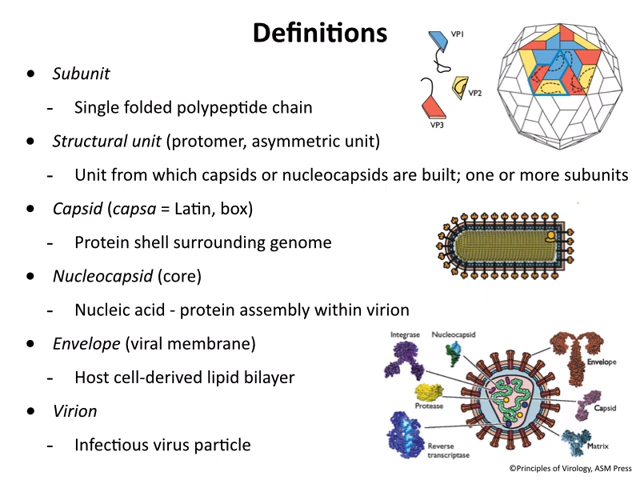 Definitions
• Subunit
- Single folded polypeptide chain
• Structural unit (protomer, asymmetric unit)
- Unit from which capsids or nucleocapsids are built; one or more subunits
• Capsid (capsa = Latin, box)
- Protein shell surrounding genome
• Nucleocapsid (core)
- Nucleic acid - protein assembly within virion
• Envelope (viral membrane)
- Host cell-derived lipid bilayer
• Virion
- Infectious virus particle
VP1
VP2
VP3
Integrase
Nucleocapsid
Envelope
Protease
Capsid
Reverse
transcriptase
Matrix
©Principles of Virology, ASM Press